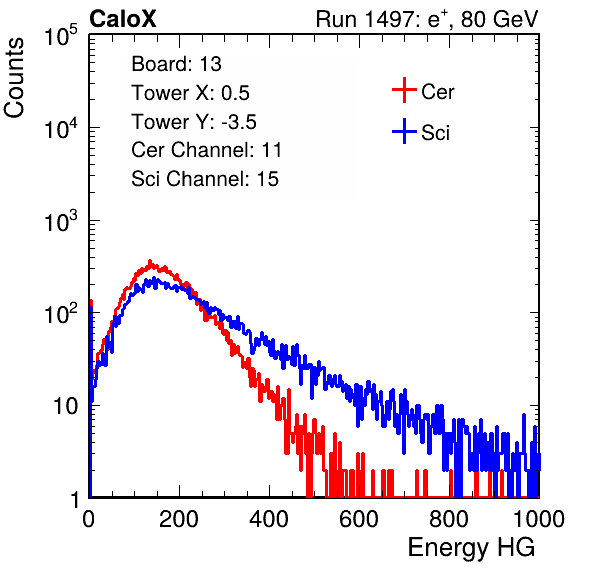 CaloX Run 1497: e⁺, 80 GeV
Counts
Board: 13
Tower X: 0.5
Tower Y: -3.5
Cer Channel: 11
Sci Channel: 15
Cer
Sci
10⁵
10⁴
10³
10²
10
1
0 200 400 600 800 1000
Energy HG